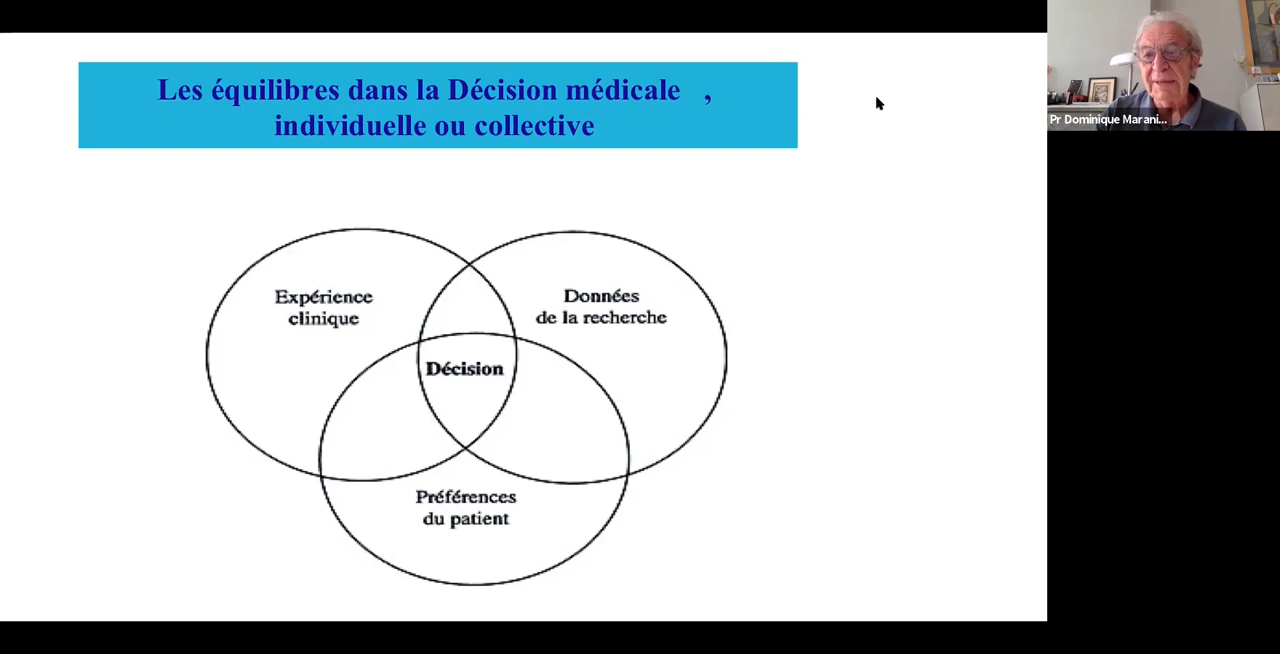 Les équilibres dans la Décision médicale ,
individuelle ou collective
Pr Dominique Marani...
Expérience
clinique
Données
de la recherche
Décision
Préférences
du patient